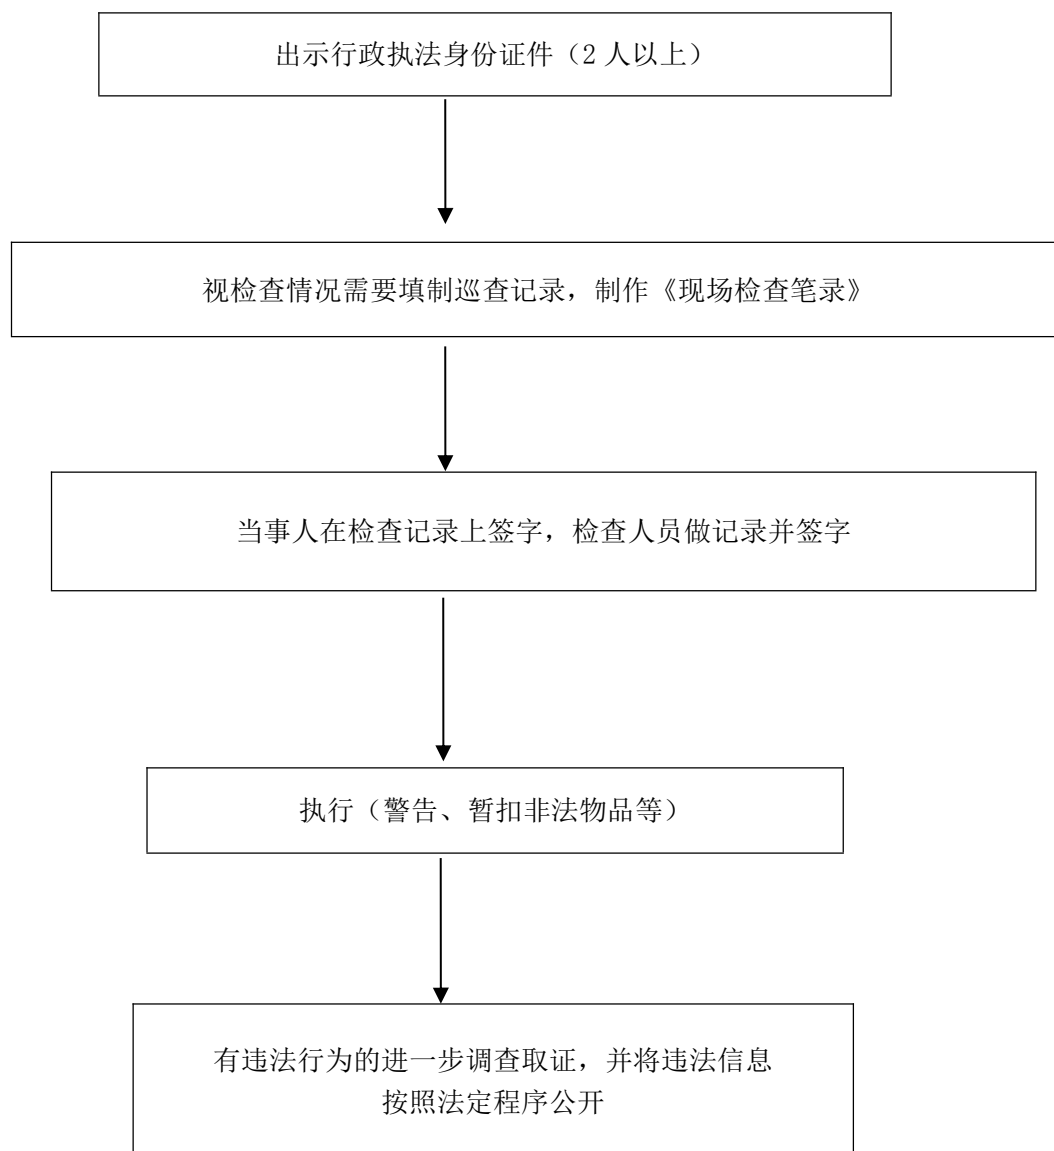 出示行政执法身份证件（2 人以上）
视检查情况需要填制巡查记录，制作《现场检查笔录》
当事人在检查记录上签字，检查人员做记录并签字
执行（警告、暂扣非法物品等）
有违法行为的进一步调查取证，并将违法信息
按照法定程序公开